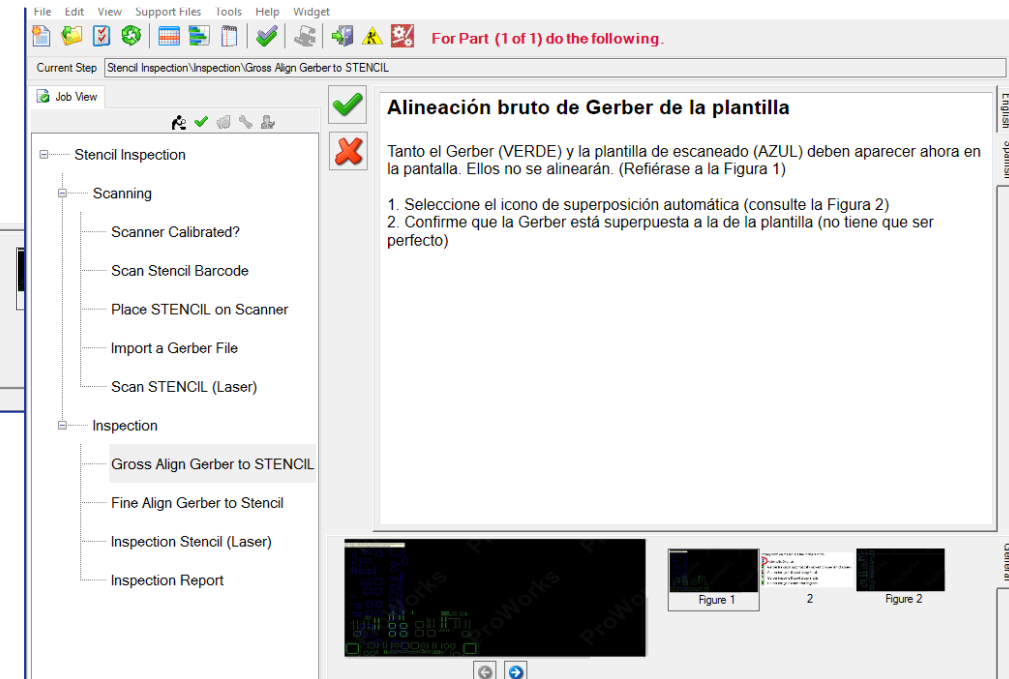 File Edit View Support Files Tools Help Widget
For Part (1 of 1) do the following.
Current Step Stencil Inspection\Inspection\Gross Align Gerber to STENCIL
Job View
Stencil Inspection
Scanning
Scanner Calibrated?
Scan Stencil Barcode
Place STENCIL on Scanner
Import a Gerber File
Scan STENCIL (Laser)
Inspection
Gross Align Gerber to STENCIL
Fine Align Gerber to Stencil
Inspection Stencil (Laser)
Inspection Report
Alineación bruto de Gerber de la plantilla
Tanto el Gerber (VERDE) y la plantilla de escaneado (AZUL) deben aparecer ahora en
la pantalla. Ellos no se alinearán. (Refiérase a la Figura 1)
1. Seleccione el icono de superposición automática (consulte la Figura 2)
2. Confirme que la Gerber está superpuesta a la de plantilla (no tiene que ser
perfecto)
English
Spanish
General
ProWorks
ProWorks
ProWorks
Figure 1
2
Figure 2